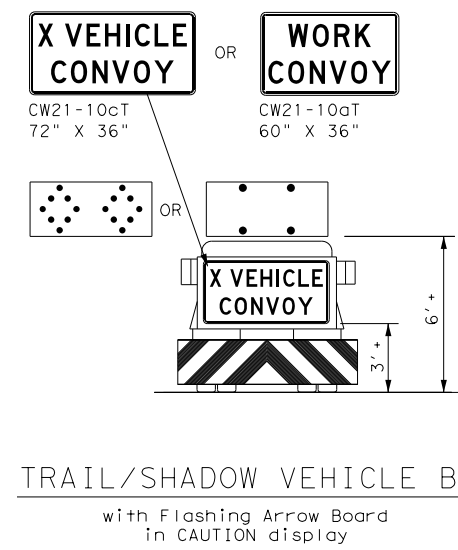 X VEHICLE
CONVOY
OR
WORK
CONVOY
CW21-10cT
72" X 36"
CW21-10aT
60" X 36"
OR
X VEHICLE
CONVOY
6' +
3' +
TRAIL/SHADOW VEHICLE B
with Flashing Arrow Board
in CAUTION display